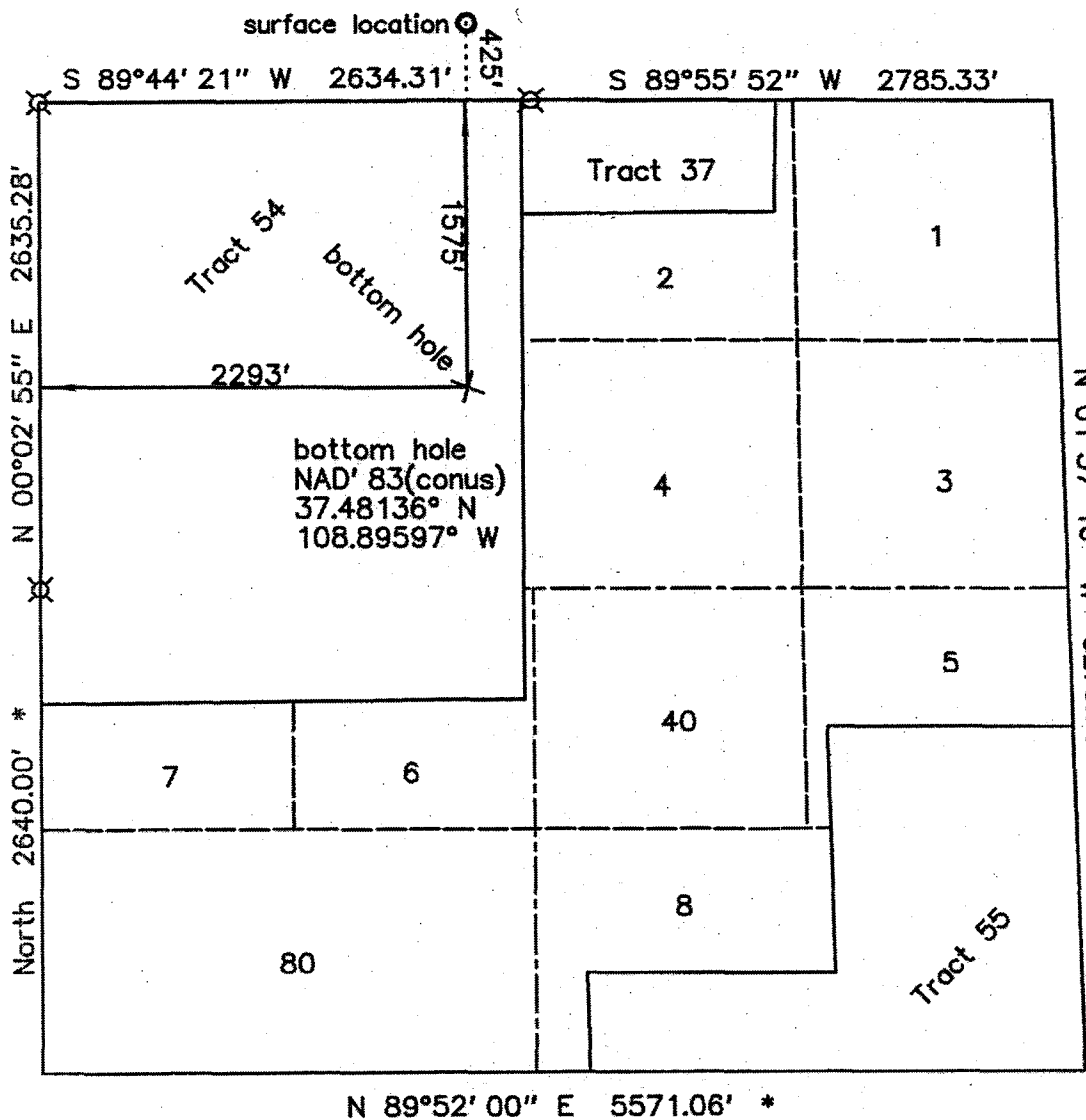 surface location
425'
S 89°44' 21" W 2634.31'
S 89°55' 52" W 2785.33'
N 00°02' 55" E 2635.28'
Tract 54
Tract 37
1
2
1575'
bottom hole
2293'
bottom hole
NAD' 83(conus)
37.48136° N
108.89597° W
4
3
5
40
7
6
North 2640.00' *
8
80
Tract 55
N 89°52' 00" E 5571.06' *